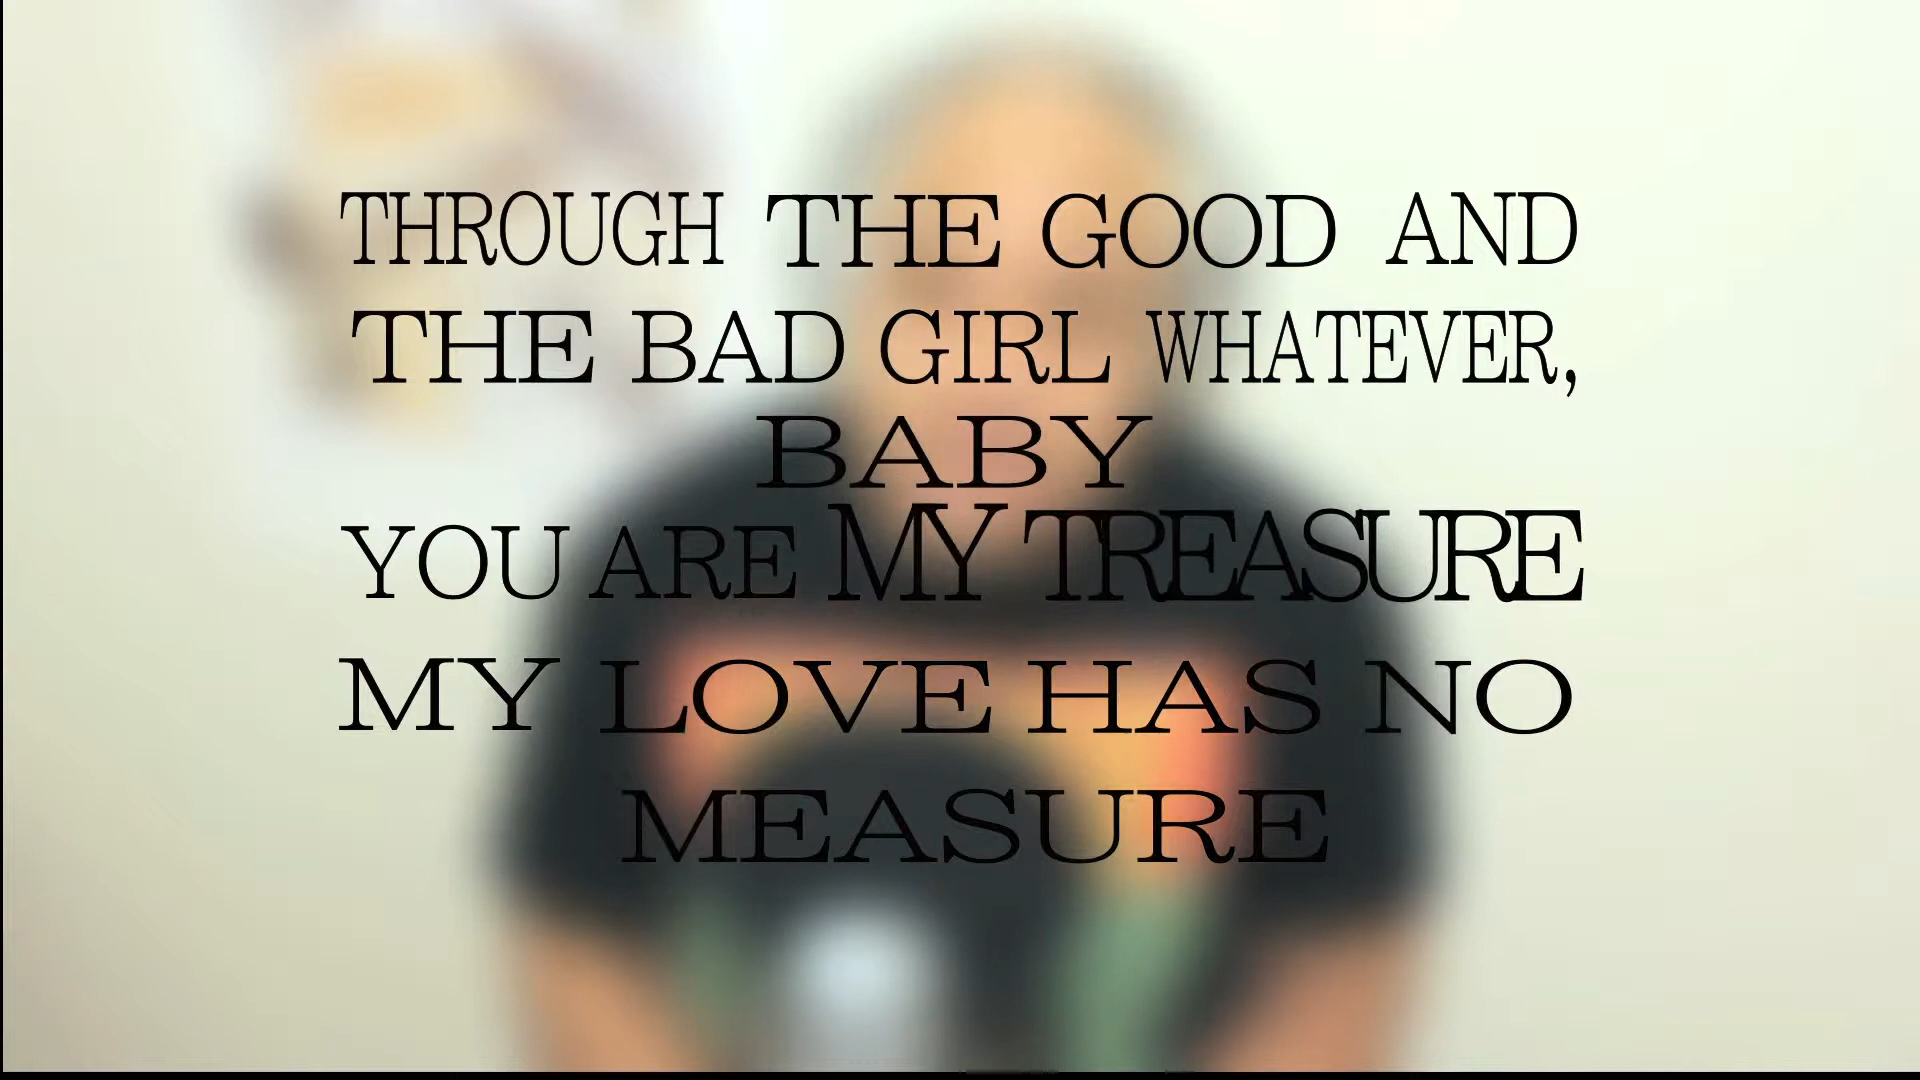 THROUGH THE GOOD AND
THE BAD GIRL WHATEVER,
BABY
YOU ARE MY TREASURE
MY LOVE HAS NO
MEASURE